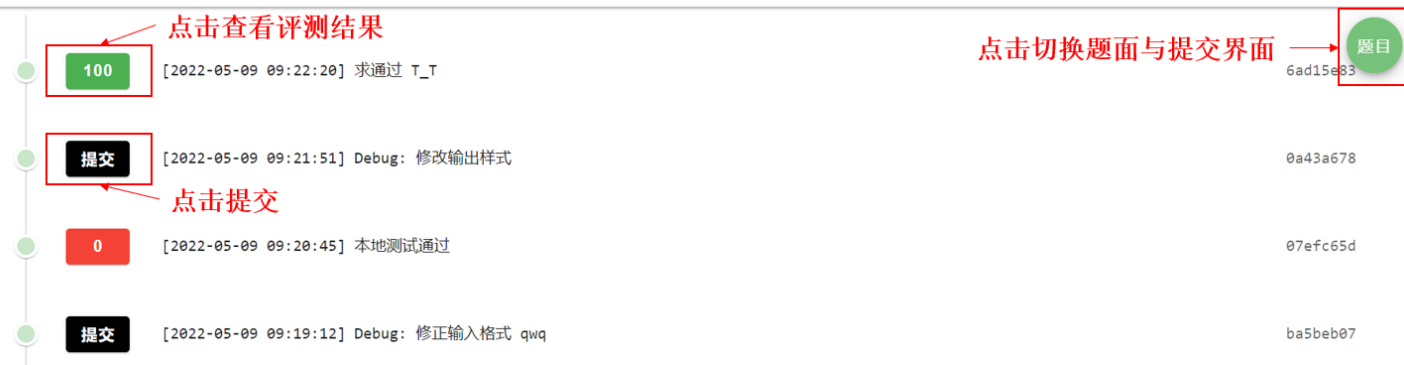 点击查看评测结果
点击切换题面与提交界面
题目
100 [2022-05-09 09:22:20] 求通过 T_T 6ad15e83
提交 [2022-05-09 09:21:51] Debug: 修改输出样式 0a43a678
点击提交
0 [2022-05-09 09:20:45] 本地测试通过 07efc65d
提交 [2022-05-09 09:19:12] Debug: 修正输入格式 qwq ba5beb07